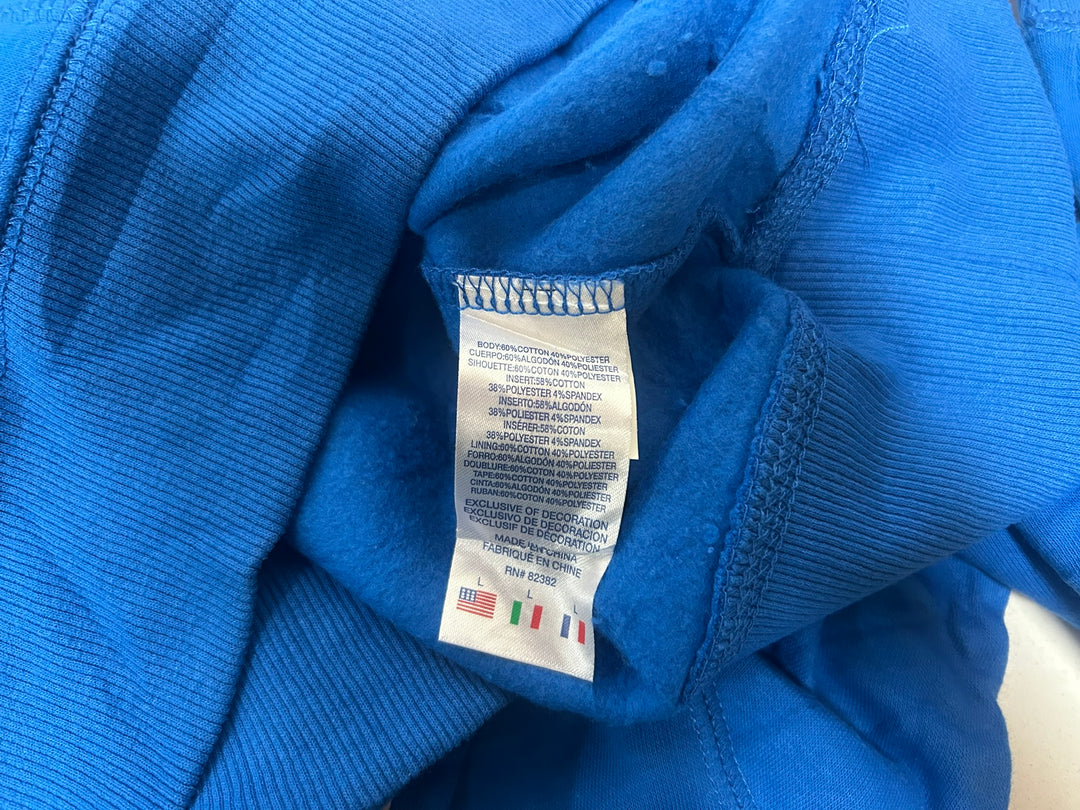 BODY:60%COTTON 40%POLYESTER
CUERPO:60%ALGODÓN 40%POLIESTER
SIHOUETTE:60%COTON 40%POLYESTER
INSERT:58%COTTON
38%POLYESTER 4%SPANDEX
INSERTO:58%ALGODÓN
38%POLIESTER 4%SPANDEX
INSÉRER:58%COTON
38%POLYESTER 4%SPANDEX
LINING:60%COTTON 40%POLYESTER
FORRO:60%ALGODÓN 40%POLIESTER
DOUBLURE:60%COTON 40%POLYESTER
TAPE:60%COTTON 40%POLYESTER
CINTA:60%ALGODÓN 40%POLIESTER
RUBAN:60%COTON 40%POLYESTER
EXCLUSIVE OF DECORATION
EXCLUSIVO DE DECORACIÓN
EXCLUSIF DE DÉCORATION
MADE IN CHINA
FABRIQUÉ EN CHINE
RN# 82382
L L L